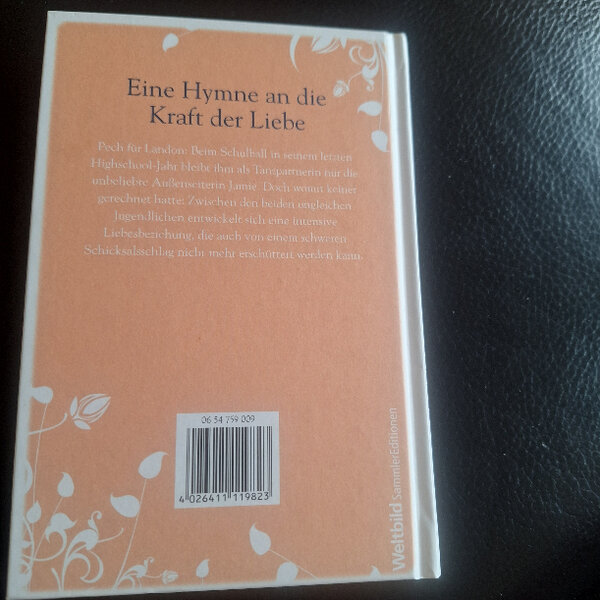 Eine Hymne an die
Kraft der Liebe
Pech für Landon: Beim Schulball in seinem letzten
Highschool-Jahr bleibt ihm als Tanzpartnerin nur die
unbeliebte Außenseiterin Jamie. Doch womit keiner
gerechnet hatte: Zwischen den beiden ungleichen
Jugendlichen entwickelt sich eine intensive
Liebesbeziehung, die auch von einem schweren
Schicksalsschlag nicht mehr erschüttert werden kann.
06 54 759 009
4 026411 119823
Weltbild SammlerEditionen